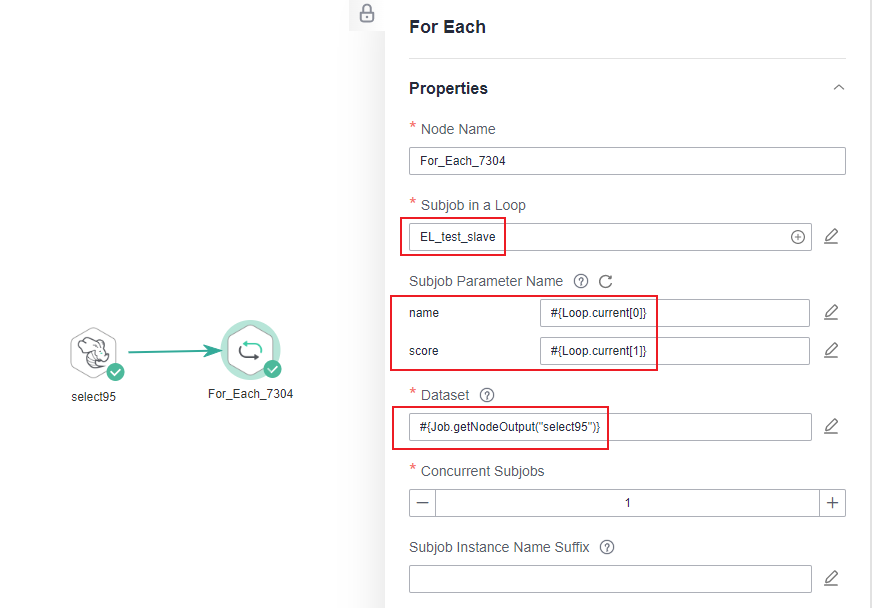 For Each
Properties
* Node Name
For_Each_7304
* Subjob in a Loop
EL_test_slave
Subjob Parameter Name
name #{Loop.current[0]}
score #{Loop.current[1]}
* Dataset
#{Job.getNodeOutput("select95")}
* Concurrent Subjobs
1
Subjob Instance Name Suffix
select95
For_Each_7304